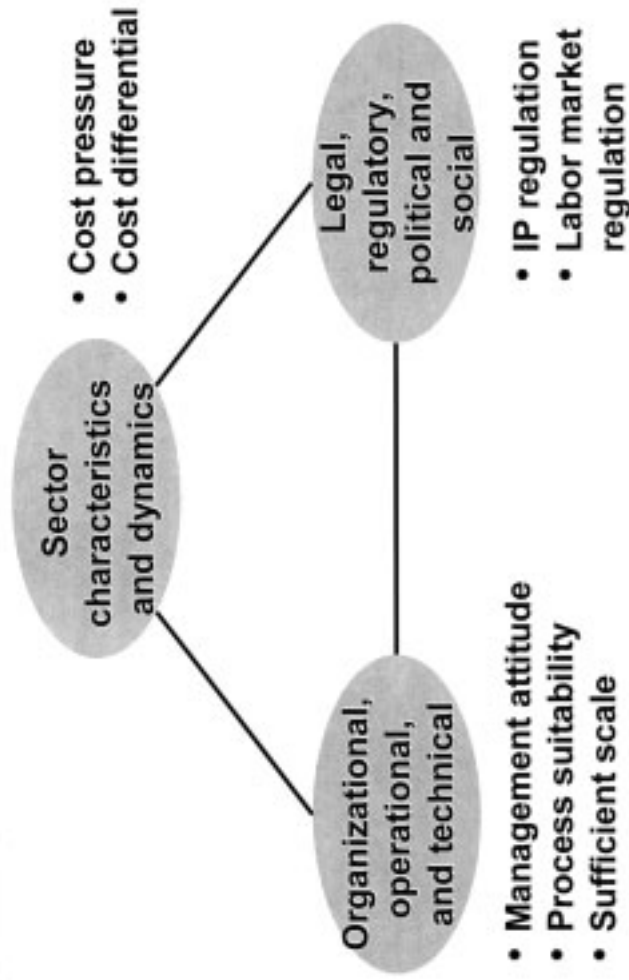 Sector
characteristics
and dynamics
• Cost pressure
• Cost differential
Organizational,
operational,
and technical
• Management attitude
• Process suitability
• Sufficient scale
Legal,
regulatory,
political and
social
• IP regulation
• Labor market
regulation